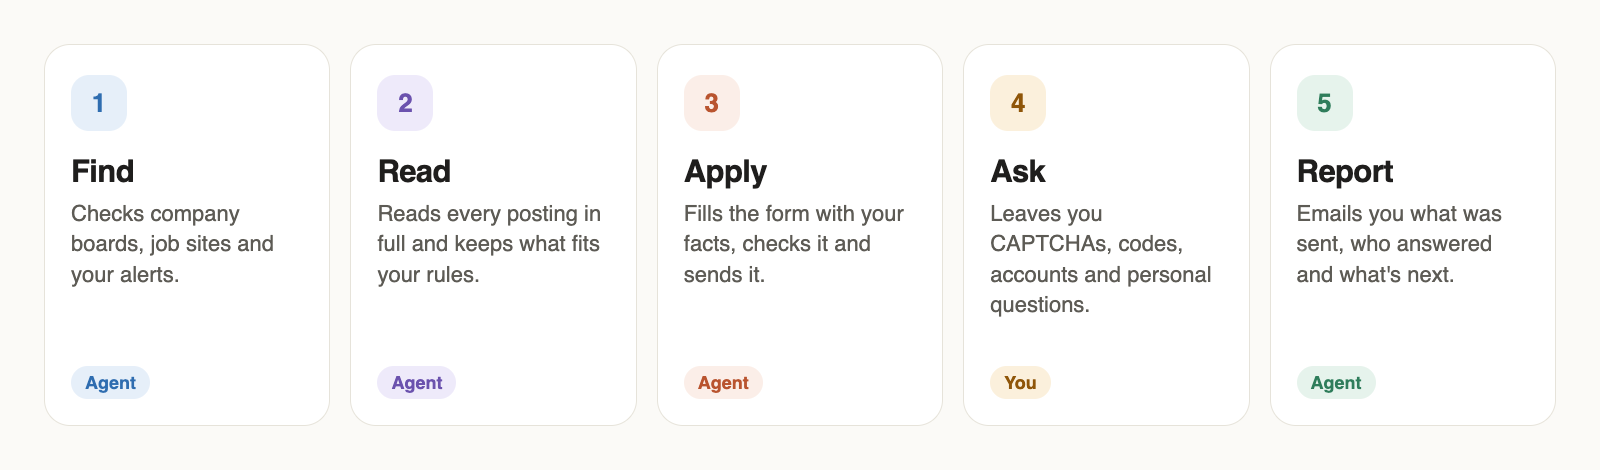 1
Find
Checks company
boards, job sites and
your alerts.
Agent
2
Read
Reads every posting in
full and keeps what fits
your rules.
Agent
3
Apply
Fills the form with your
facts, checks it and
sends it.
Agent
4
Ask
Leaves you
CAPTCHAs, codes,
accounts and personal
questions.
You
5
Report
Emails you what was
sent, who answered
and what's next.
Agent